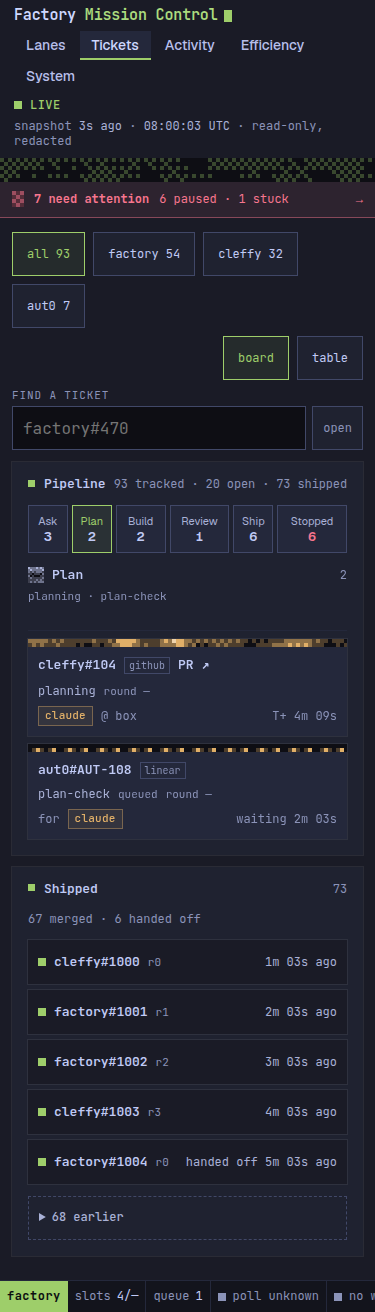 Factory Mission Control
Lanes Tickets Activity Efficiency
System
LIVE
snapshot 3s ago · 08:00:03 UTC · read-only,
redacted
7 need attention 6 paused · 1 stuck →
all 93 factory 54 cleffy 32
aut0 7
board table
FIND A TICKET
factory#470 open
Pipeline 93 tracked · 20 open · 73 shipped
Ask Plan Build Review Ship Stopped
3 2 2 1 6 6
Plan 2
planning · plan-check
cleffy#104 github PR ↗
planning round —
claude @ box T+ 4m 09s
aut0#AUT-108 linear
plan-check queued round —
for claude waiting 2m 03s
Shipped 73
67 merged · 6 handed off
cleffy#1000 r0 1m 03s ago
factory#1001 r1 2m 03s ago
factory#1002 r2 3m 03s ago
cleffy#1003 r3 4m 03s ago
factory#1004 r0 handed off 5m 03s ago
▶ 68 earlier
factory slots 4/— queue 1 poll unknown no